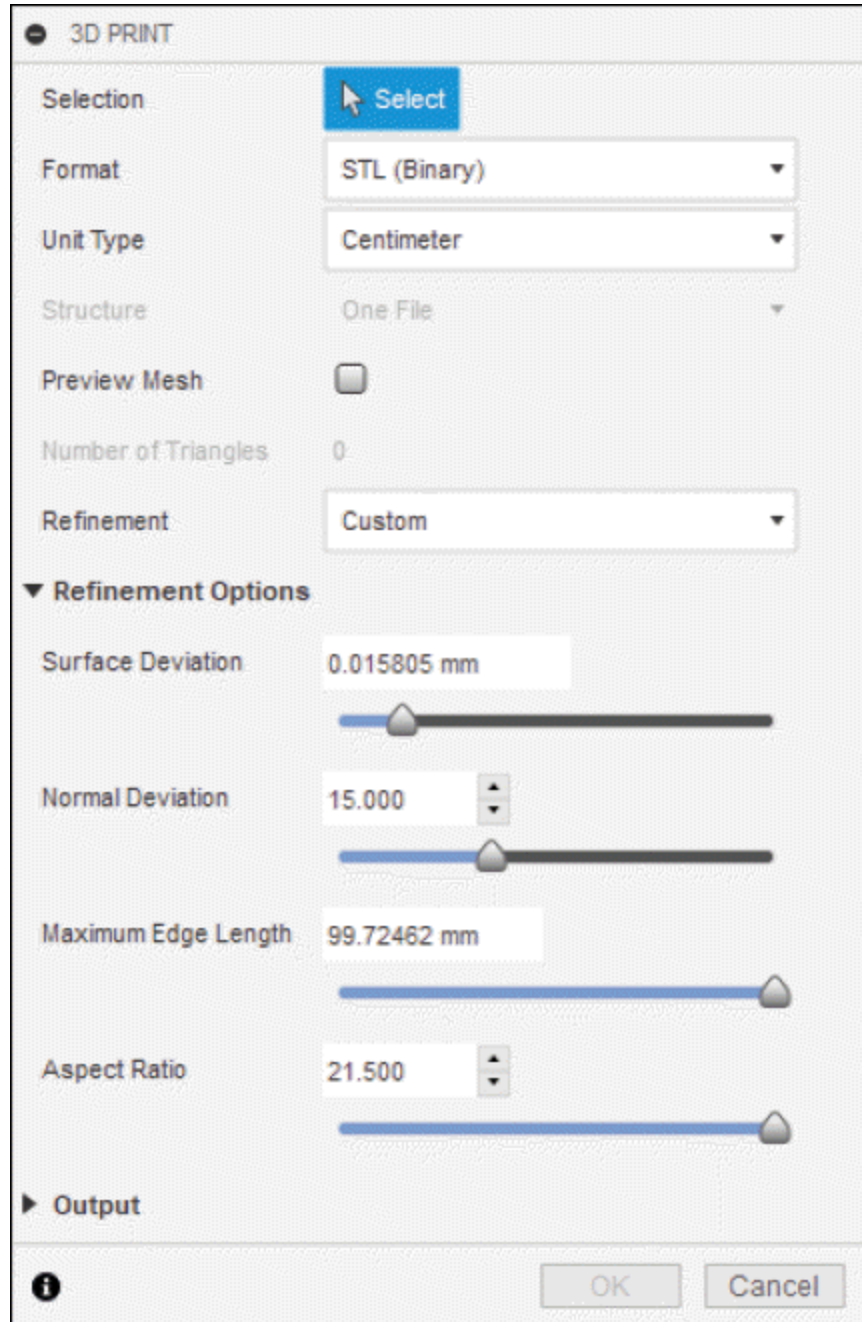 3D PRINT
Selection Select
Format STL (Binary)
Unit Type Centimeter
Structure One File
Preview Mesh
Number of Triangles 0
Refinement Custom
Refinement Options
Surface Deviation 0.015805 mm
Normal Deviation 15.000
Maximum Edge Length 99.72462 mm
Aspect Ratio 21.500
Output
OK Cancel